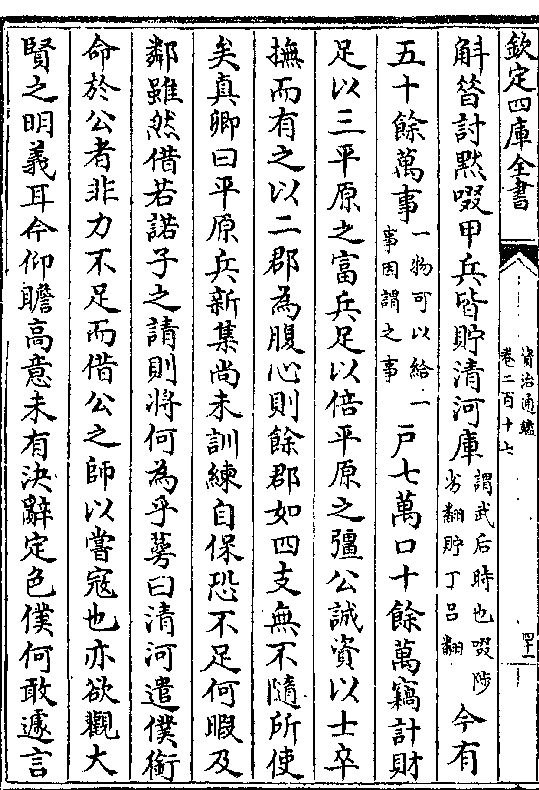 欽定四庫全書
資治通鑑
卷二百十七
四十一
斛昔討黙啜甲兵皆貯清河庫謂武后時也啜陟劣翻貯丁呂翻今有
五十餘萬事一物可以給一事因謂之事戶七萬口十餘萬竊計財
足以三平原之富兵足以倍平原之彊公誠資以士卒
撫而有之以二郡為腹心則餘郡如四支無不隨所使
矣真卿曰平原兵新集尚未訓練自保恐不足何暇及
鄰雖然借若諾子之請則將何為乎蕚曰清河遣僕銜
命於公者非力不足而借公之師以嘗寇也亦欲觀大
賢之明義耳今仰瞻高意未有決辭定色僕何敢遽言